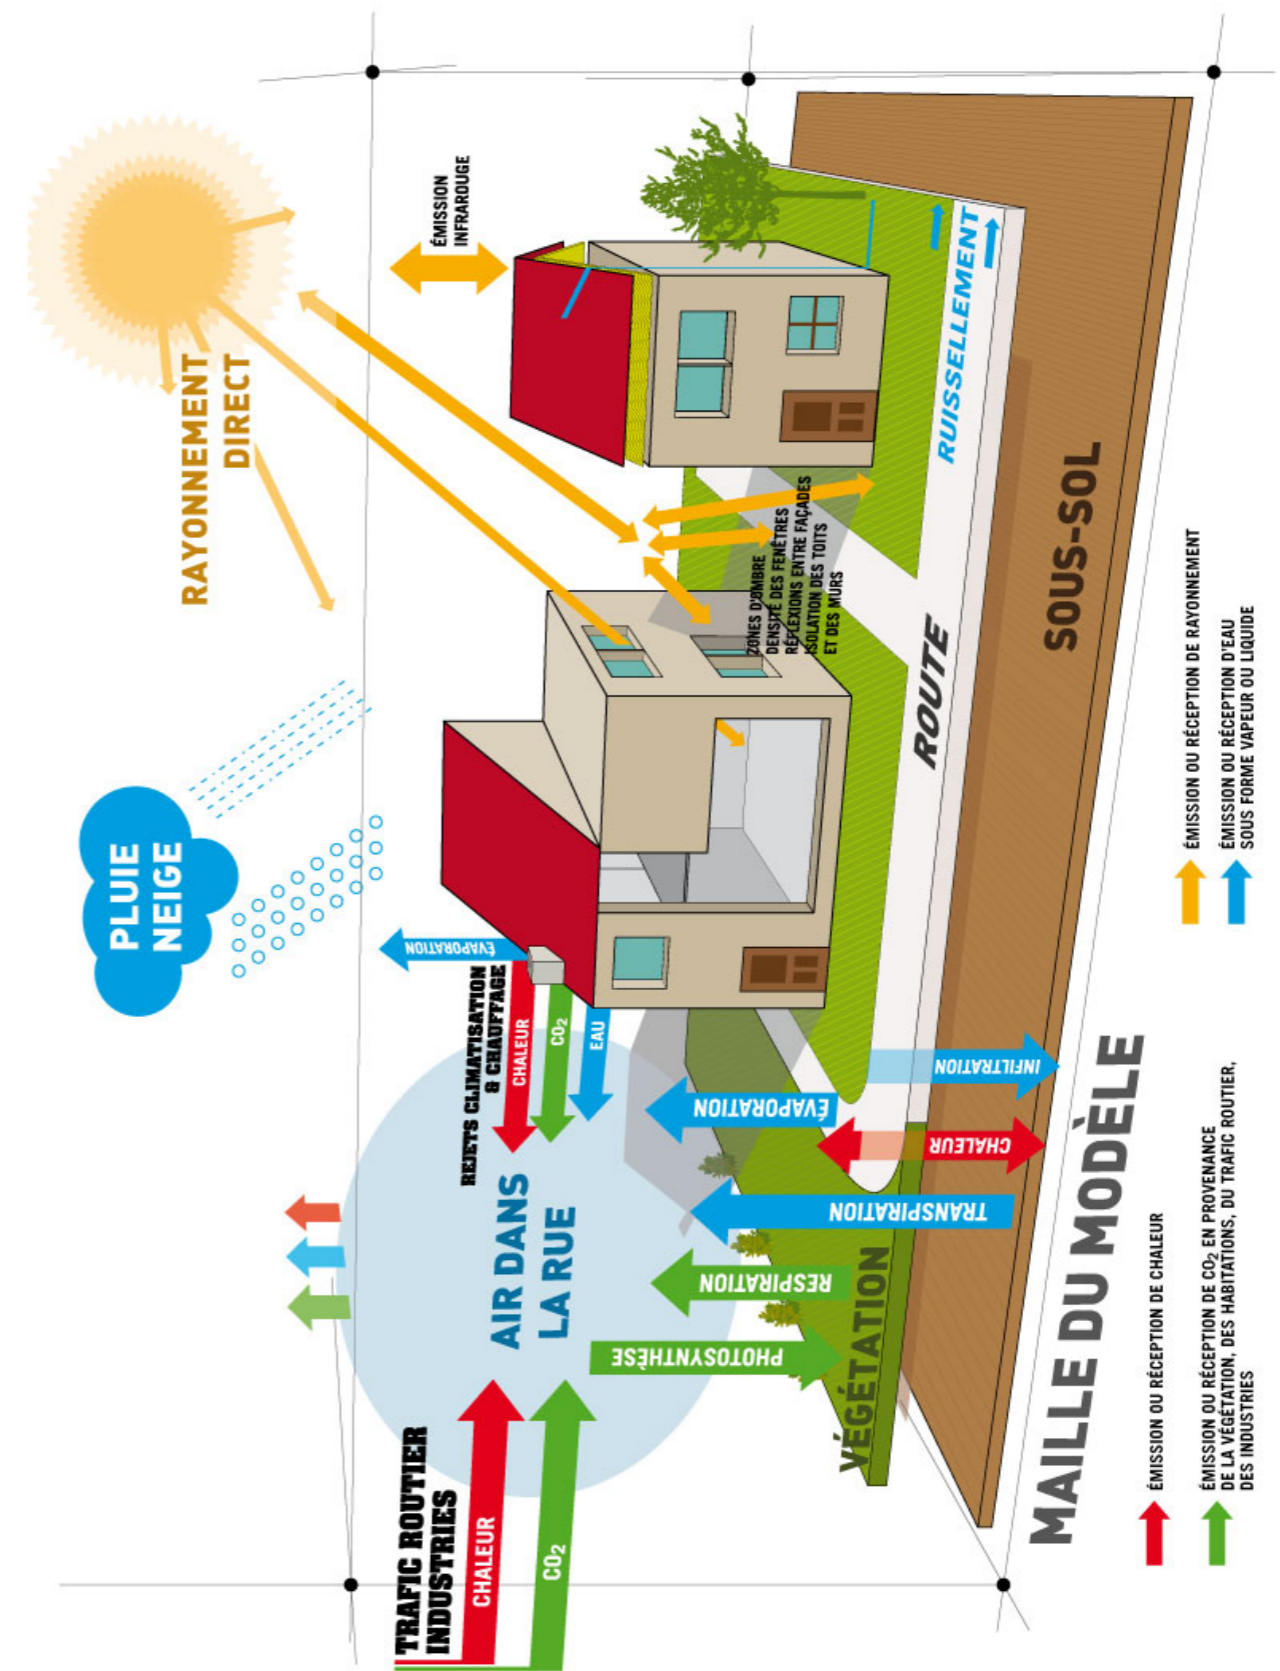 RAYONNEMENT
DIRECT
PLUIE
NEIGE
ÉMISSION
INFRAROUGE
ÉVAPORATION
REJETS CLIMATISATION
& CHAUFFAGE
CHALEUR
CO2
EAU
ZONES D'OMBRE
DENSITÉ DES FENÊTRES
RÉFLEXIONS ENTRE FAÇADES
ISOLATION DES TOITS
ET DES MURS
TRAFIC ROUTIER
INDUSTRIES
CHALEUR
CO2
AIR DANS
LA RUE
PHOTOSYNTHÈSE
RESPIRATION
TRANSPIRATION
ÉVAPORATION
CHALEUR
INFILTRATION
VÉGÉTATION
ROUTE
RUISSELLEMENT
SOUS-SOL
MAILLE DU MODÈLE
ÉMISSION OU RÉCEPTION DE CHALEUR
ÉMISSION OU RÉCEPTION DE CO2 EN PROVENANCE
DE LA VÉGÉTATION, DES HABITATIONS, DU TRAFIC ROUTIER,
DES INDUSTRIES
ÉMISSION OU RÉCEPTION DE RAYONNEMENT
ÉMISSION OU RÉCEPTION D'EAU
SOUS FORME VAPEUR OU LIQUIDE